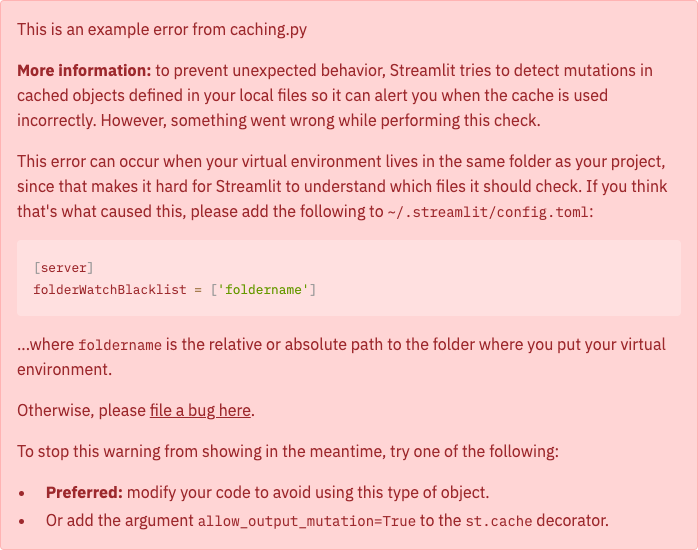 This is an example error from caching.py
More information: to prevent unexpected behavior, Streamlit tries to detect mutations in
cached objects defined in your local files so it can alert you when the cache is used
incorrectly. However, something went wrong while performing this check.
This error can occur when your virtual environment lives in the same folder as your project,
since that makes it hard for Streamlit to understand which files it should check. If you think
that's what caused this, please add the following to ~/.streamlit/config.toml:
[server]
folderWatchBlacklist = ['foldername']
...where foldername is the relative or absolute path to the folder where you put your virtual
environment.
Otherwise, please file a bug here.
To stop this warning from showing in the meantime, try one of the following:
• Preferred: modify your code to avoid using this type of object.
• Or add the argument allow_output_mutation=True to the st.cache decorator.